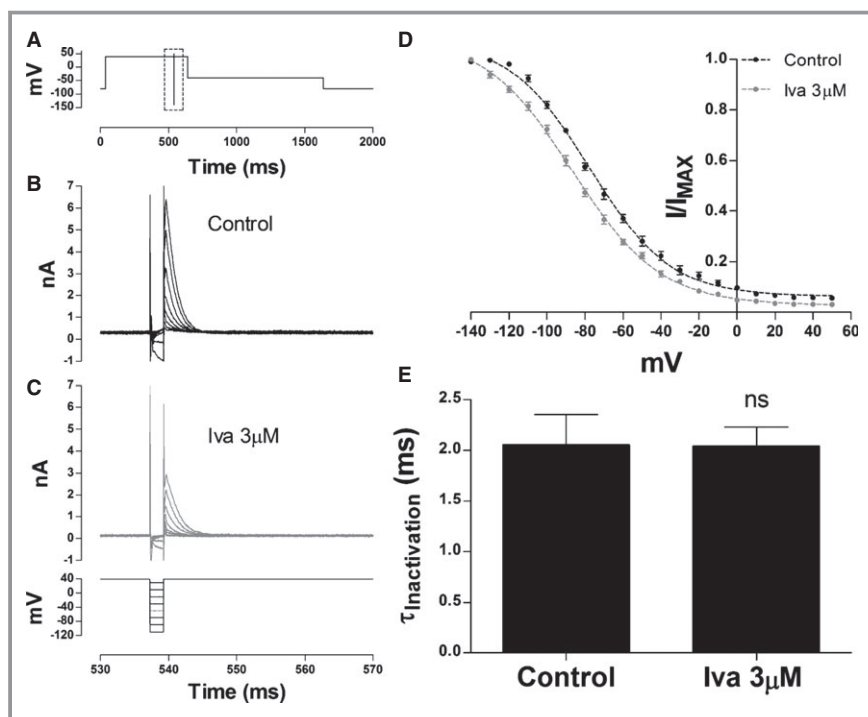 A
50
0
-50
-100
-150
mV
0 500 1000 1500 2000
Time (ms)
B
7
6
5
4
3
2
1
0
-1
nA
Control
C
7
6
5
4
3
2
1
0
-1
nA
Iva 3μM
40
0
-40
-80
-120
mV
530 540 550 560 570
Time (ms)
D
Control
Iva 3μM
1.0
0.8
0.6
0.4
0.2
I/IMAX
-140 -120 -100 -80 -60 -40 -20 0 20 40 60
mV
E
2.5
2.0
1.5
1.0
0.5
0.0
τInactivation (ms)
ns
Control Iva 3μM